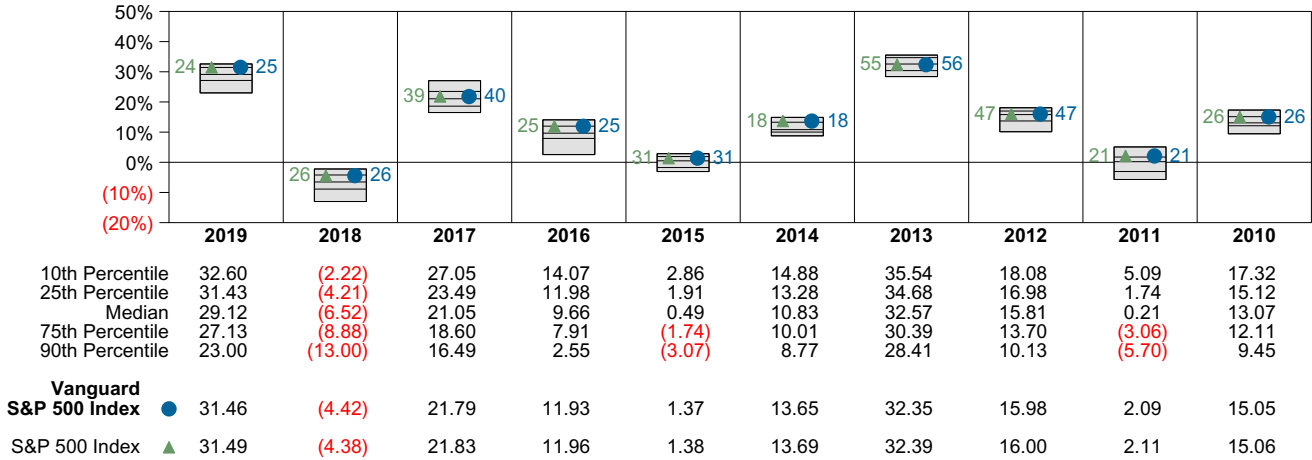 50%
40%
30%
20%
10%
0%
(10%)
(20%)
24 25
26 26
39 40
25 25
31 31
18 18
55 56
47 47
21 21
26 26
2019 2018 2017 2016 2015 2014 2013 2012 2011 2010
10th Percentile 32.60 (2.22) 27.05 14.07 2.86 14.88 35.54 18.08 5.09 17.32
25th Percentile 31.43 (4.21) 23.49 11.98 1.91 13.28 34.68 16.98 1.74 15.12
Median 29.12 (6.52) 21.05 9.66 0.49 10.83 32.57 15.81 0.21 13.07
75th Percentile 27.13 (8.88) 18.60 7.91 (1.74) 10.01 30.39 13.70 (3.06) 12.11
90th Percentile 23.00 (13.00) 16.49 2.55 (3.07) 8.77 28.41 10.13 (5.70) 9.45
Vanguard
S&P 500 Index 31.46 (4.42) 21.79 11.93 1.37 13.65 32.35 15.98 2.09 15.05
S&P 500 Index 31.49 (4.38) 21.83 11.96 1.38 13.69 32.39 16.00 2.11 15.06